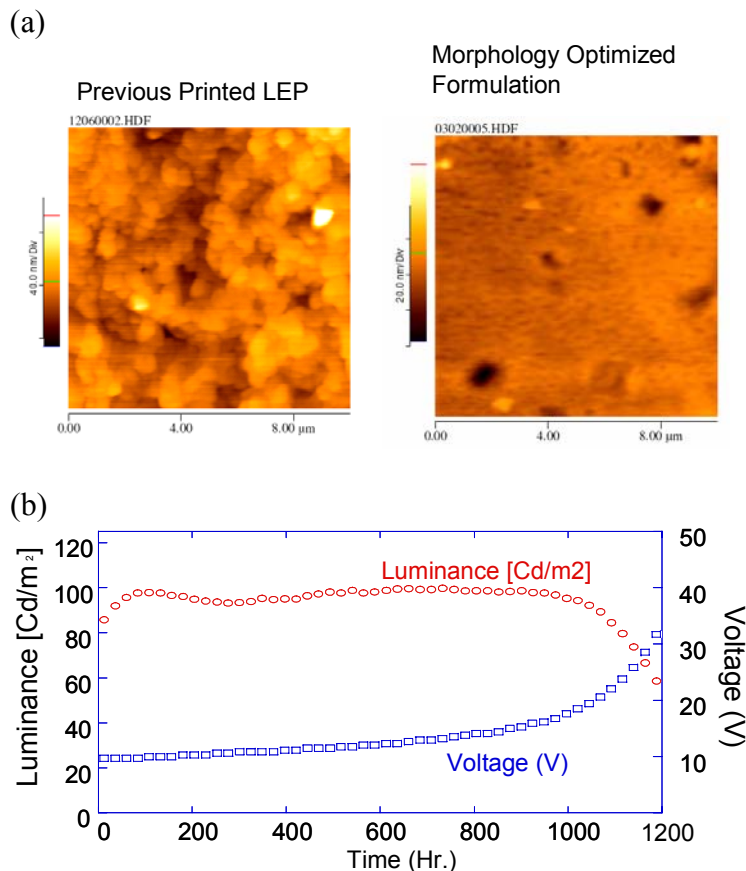 (a)
Previous Printed LEP
Morphology Optimized
Formulation
12060002.HDF
03020005.HDF
40.0 nm/Div
20.0 nm/Div
0.00 4.00 8.00 µm
0.00 4.00 8.00 µm
(b)
Luminance [Cd/m²]
120
100
80
60
40
20
0
Luminance [Cd/m2]
Voltage (V)
50
40
30
20
10
0
Voltage (V)
0 200 400 600 800 1000 1200
Time (Hr.)